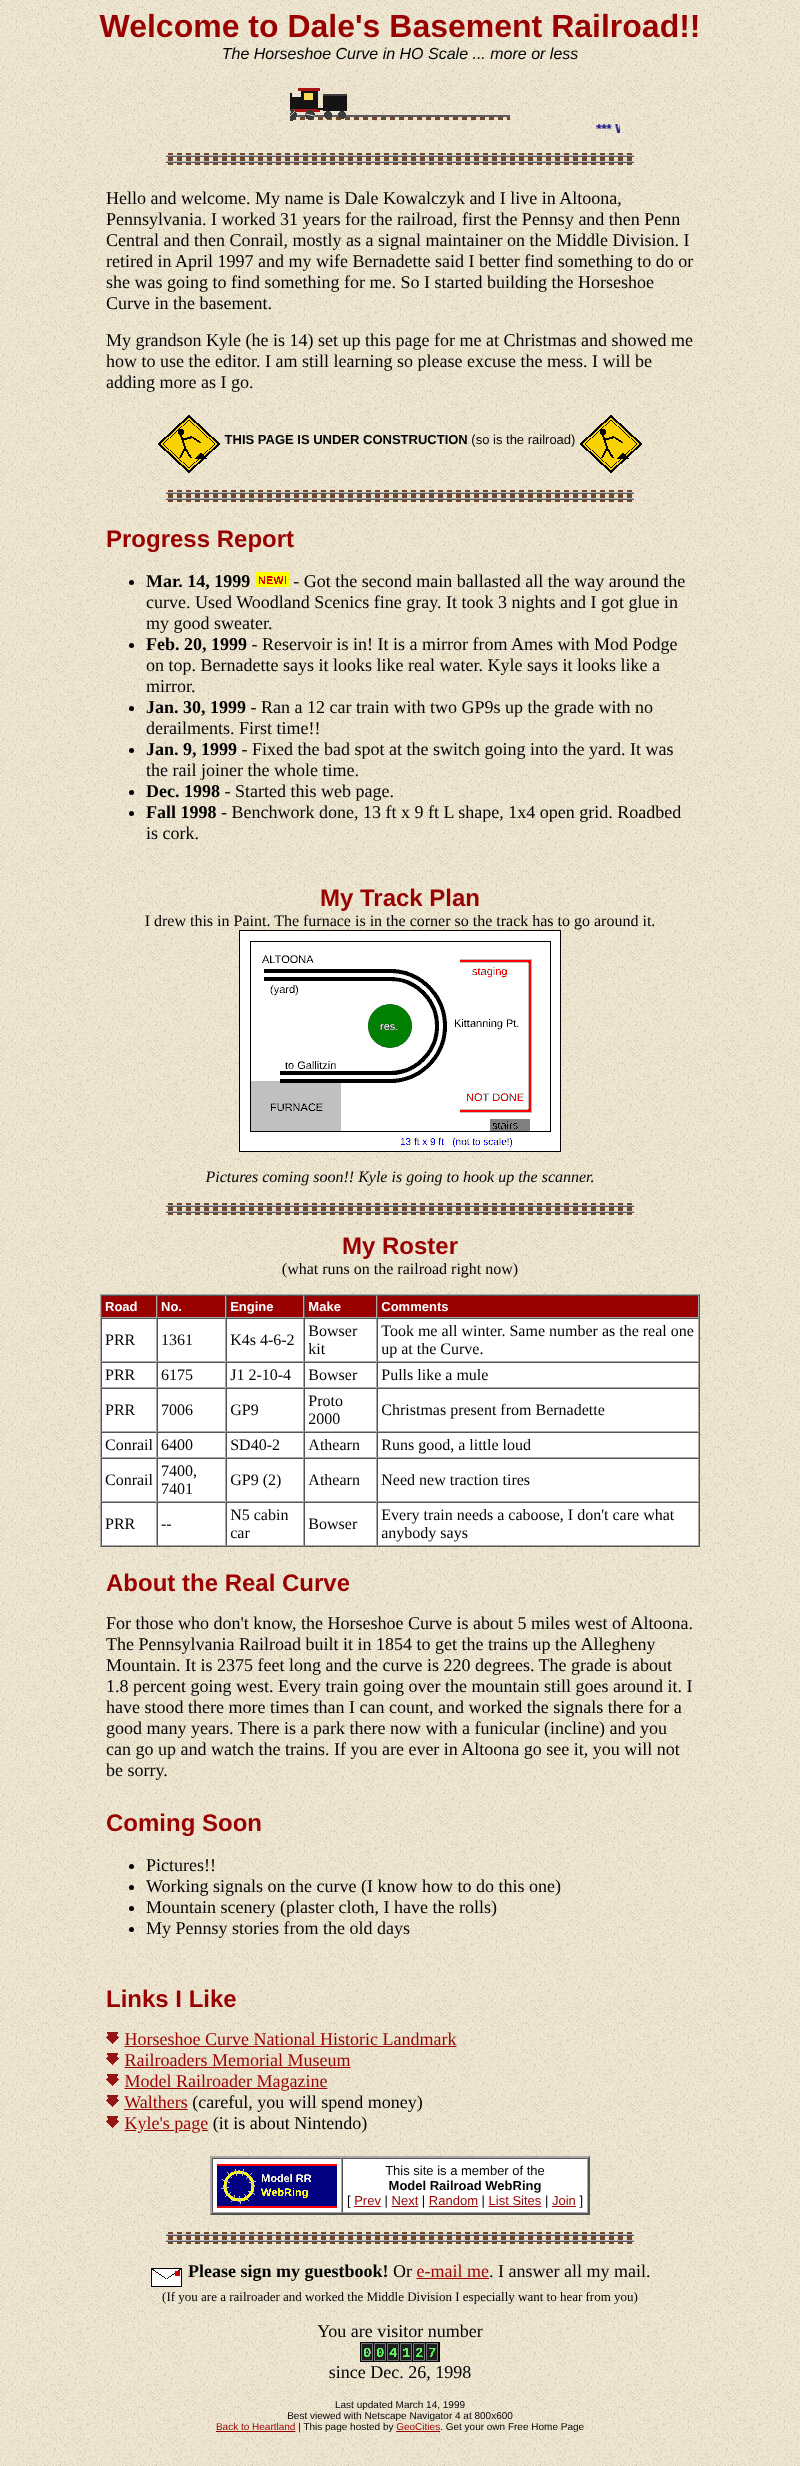 Welcome to Dale's Basement Railroad!!
The Horseshoe Curve in HO Scale ... more or less
***
Hello and welcome. My name is Dale Kowalczyk and I live in Altoona,
Pennsylvania. I worked 31 years for the railroad, first the Pennsy and then Penn
Central and then Conrail, mostly as a signal maintainer on the Middle Division. I
retired in April 1997 and my wife Bernadette said I better find something to do or
she was going to find something for me. So I started building the Horseshoe
Curve in the basement.
My grandson Kyle (he is 14) set up this page for me at Christmas and showed me
how to use the editor. I am still learning so please excuse the mess. I will be
adding more as I go.
THIS PAGE IS UNDER CONSTRUCTION (so is the railroad)
Progress Report
• Mar. 14, 1999 NEW! - Got the second main ballasted all the way around the
curve. Used Woodland Scenics fine gray. It took 3 nights and I got glue in
my good sweater.
• Feb. 20, 1999 - Reservoir is in! It is a mirror from Ames with Mod Podge
on top. Bernadette says it looks like real water. Kyle says it looks like a
mirror.
• Jan. 30, 1999 - Ran a 12 car train with two GP9s up the grade with no
derailments. First time!!
• Jan. 9, 1999 - Fixed the bad spot at the switch going into the yard. It was
the rail joiner the whole time.
• Dec. 1998 - Started this web page.
• Fall 1998 - Benchwork done, 13 ft x 9 ft L shape, 1x4 open grid. Roadbed
is cork.
My Track Plan
I drew this in Paint. The furnace is in the corner so the track has to go around it.
ALTOONA
staging
(yard)
res.
Kittanning Pt.
to Gallitzin
NOT DONE
FURNACE
stairs
13 ft x 9 ft (not to scale!)
Pictures coming soon!! Kyle is going to hook up the scanner.
My Roster
(what runs on the railroad right now)
Road No. Engine Make Comments
PRR 1361 K4s 4-6-2 Bowser kit Took me all winter. Same number as the real one up at the Curve.
PRR 6175 J1 2-10-4 Bowser Pulls like a mule
PRR 7006 GP9 Proto 2000 Christmas present from Bernadette
Conrail 6400 SD40-2 Athearn Runs good, a little loud
Conrail 7400, 7401 GP9 (2) Athearn Need new traction tires
PRR -- N5 cabin car Bowser Every train needs a caboose, I don't care what anybody says
About the Real Curve
For those who don't know, the Horseshoe Curve is about 5 miles west of Altoona.
The Pennsylvania Railroad built it in 1854 to get the trains up the Allegheny
Mountain. It is 2375 feet long and the curve is 220 degrees. The grade is about
1.8 percent going west. Every train going over the mountain still goes around it. I
have stood there more times than I can count, and worked the signals there for a
good many years. There is a park there now with a funicular (incline) and you
can go up and watch the trains. If you are ever in Altoona go see it, you will not
be sorry.
Coming Soon
• Pictures!!
• Working signals on the curve (I know how to do this one)
• Mountain scenery (plaster cloth, I have the rolls)
• My Pennsy stories from the old days
Links I Like
Horseshoe Curve National Historic Landmark
Railroaders Memorial Museum
Model Railroader Magazine
Walthers (careful, you will spend money)
Kyle's page (it is about Nintendo)
Model RR
WebRing
This site is a member of the
Model Railroad WebRing
[ Prev | Next | Random | List Sites | Join ]
Please sign my guestbook! Or e-mail me. I answer all my mail.
(If you are a railroader and worked the Middle Division I especially want to hear from you)
You are visitor number
004127
since Dec. 26, 1998
Last updated March 14, 1999
Best viewed with Netscape Navigator 4 at 800x600
Back to Heartland | This page hosted by GeoCities. Get your own Free Home Page